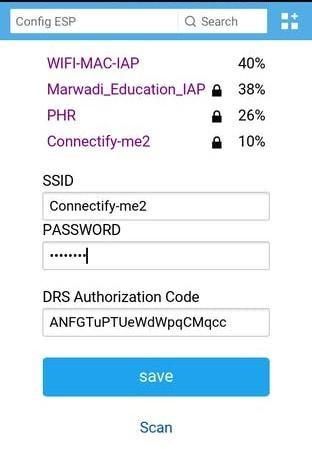 Config ESP Search
WIFI-MAC-IAP 40%
Marwadi_Education_IAP 38%
PHR 26%
Connectify-me2 10%
SSID
Connectify-me2
PASSWORD
••••••••
DRS Authorization Code
ANFGTuPTUeWdWpqCMqcc
save
Scan